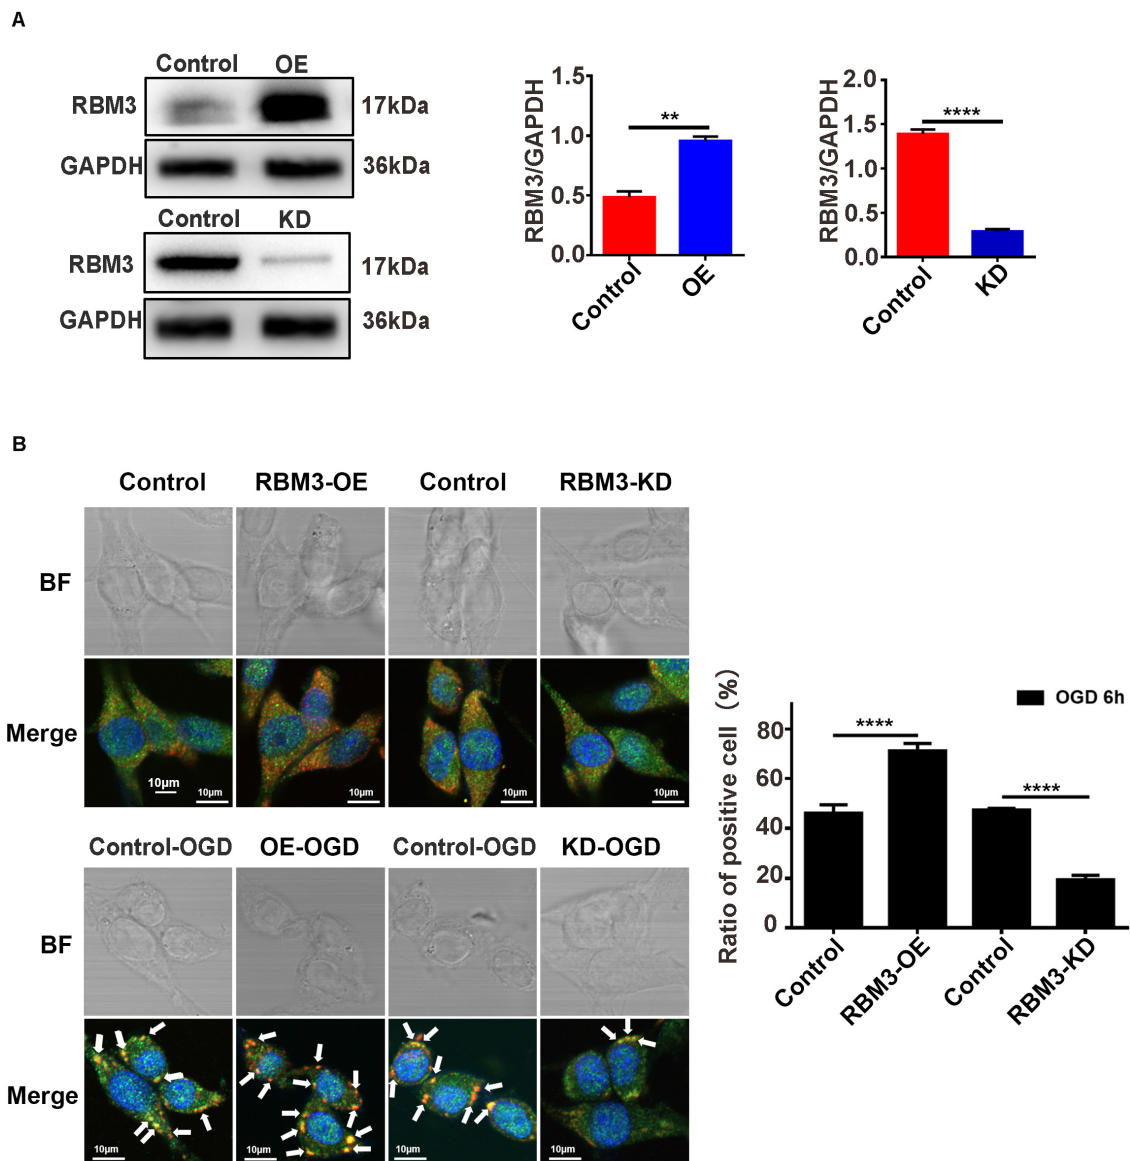 A
Control OE
RBM3 17kDa
GAPDH 36kDa
Control KD
RBM3 17kDa
GAPDH 36kDa
RBM3/GAPDH
1.5
1.0
0.5
0.0
**
Control OE
RBM3/GAPDH
2.0
1.5
1.0
0.5
0.0
****
Control KD
B
Control RBM3-OE Control RBM3-KD
BF
Merge
10μm 10μm 10μm 10μm 10μm
Control-OGD OE-OGD Control-OGD KD-OGD
BF
Merge
10μm 10μm 10μm 10μm
Ratio of positive cell (%)
OGD 6h
80
60
40
20
0
****
****
Control RBM3-OE Control RBM3-KD